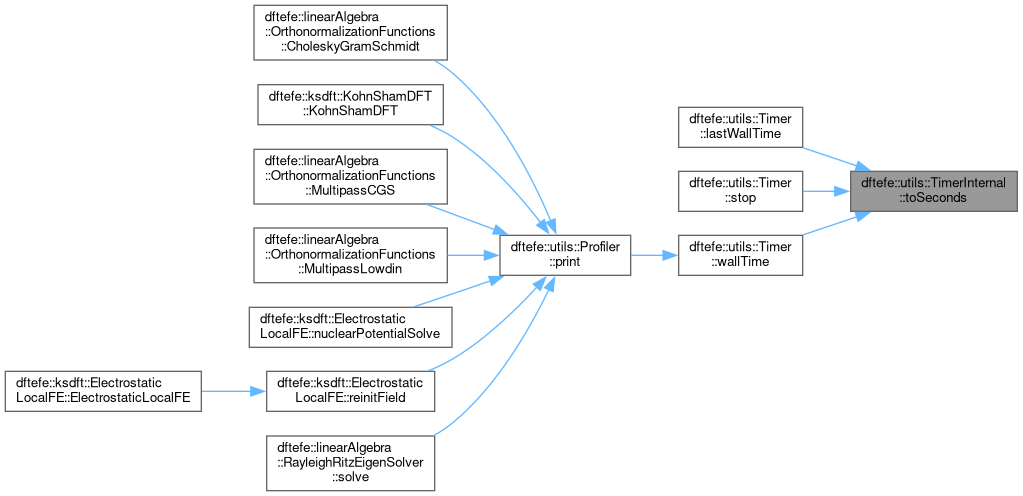 dftefe::linearAlgebra
::OrthonormalizationFunctions
::CholeskyGramSchmidt
dftefe::ksdft::KohnShamDFT
::KohnShamDFT
dftefe::linearAlgebra
::OrthonormalizationFunctions
::MultipassCGS
dftefe::linearAlgebra
::OrthonormalizationFunctions
::MultipassLowdin
dftefe::ksdft::Electrostatic
LocalFE::nuclearPotentialSolve
dftefe::ksdft::Electrostatic
LocalFE::ElectrostaticLocalFE
dftefe::ksdft::Electrostatic
LocalFE::reinitField
dftefe::linearAlgebra
::RayleighRitzEigenSolver
::solve
dftefe::utils::Profiler
::print
dftefe::utils::Timer
::lastWallTime
dftefe::utils::Timer
::stop
dftefe::utils::Timer
::wallTime
dftefe::utils::TimerInternal
::toSeconds